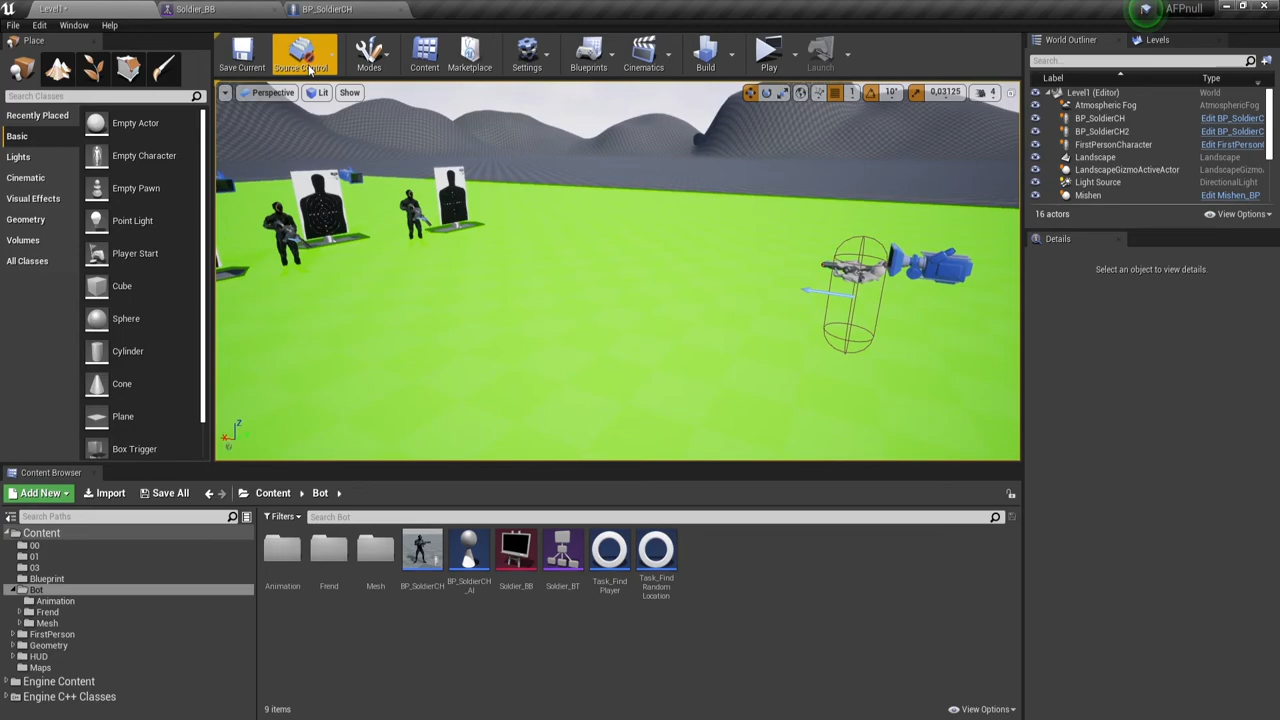 Level1*
Soldier_BB
BP_SoldierCH
AFPnull
File
Edit
Window
Help
Place
World Outliner
Levels
Save Current
Source Control
Modes
Content
Marketplace
Settings
Blueprints
Cinematics
Build
Play
Launch
Search...
Search Classes
Perspective
Lit
Show
1
10°
0,03125
4
Label
Type
Recently Placed
Basic
Lights
Cinematic
Visual Effects
Geometry
Volumes
All Classes
Empty Actor
Empty Character
Empty Pawn
Point Light
Player Start
Cube
Sphere
Cylinder
Cone
Plane
Box Trigger
Level1 (Editor) World
Atmospheric Fog AtmosphericFog
BP_SoldierCH Edit BP_SoldierC
BP_SoldierCH2 Edit BP_SoldierC
FirstPersonCharacter Edit FirstPerson
Landscape Landscape
LandscapeGizmoActiveActor LandscapeGizmo
Light Source DirectionalLight
Mishen Edit Mishen_BP
16 actors
View Options
Details
Select an object to view details.
Z
X
Content Browser
Add New
Import
Save All
Content
Bot
Search Paths
Filters
Search Bot
Content
00
01
03
Blueprint
Bot
Animation
Frend
Mesh
FirstPerson
Geometry
HUD
Maps
Engine Content
Engine C++ Classes
Animation
Frend
Mesh
BP_SoldierCH
BP_SoldierCH
_AI
Soldier_BB
Soldier_BT
Task_Find
Player
Task_Find
Random
Location
9 items
View Options